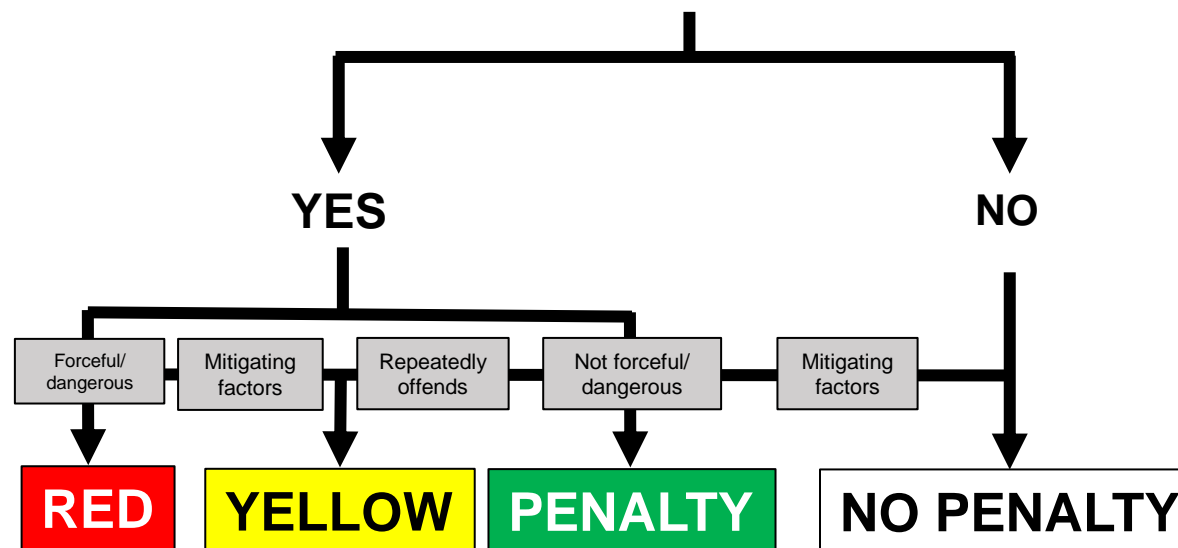 YES
NO
Forceful/
dangerous
Mitigating
factors
Repeatedly
offends
Not forceful/
dangerous
Mitigating
factors
RED
YELLOW
PENALTY
NO PENALTY